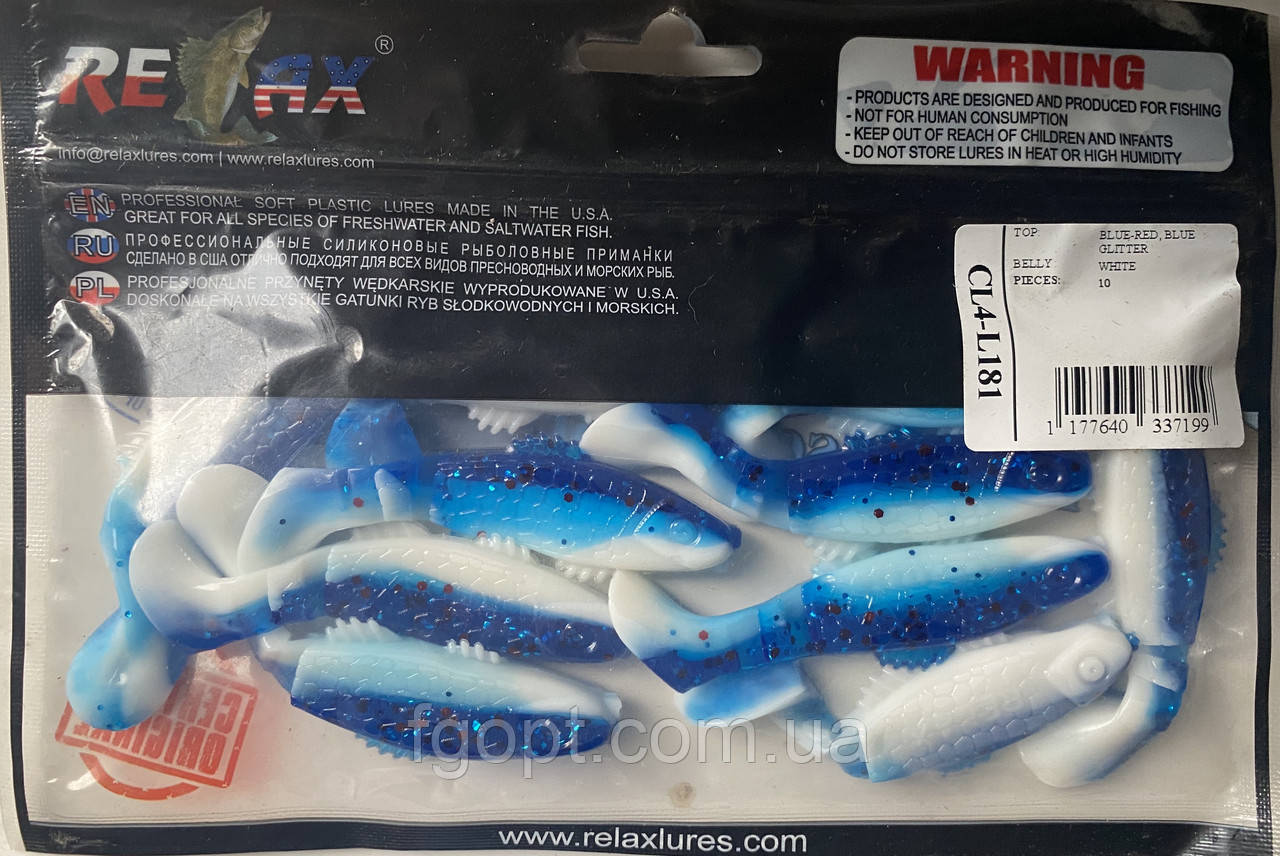 RELAX®
info@relaxlures.com | www.relaxlures.com
WARNING
- PRODUCTS ARE DESIGNED AND PRODUCED FOR FISHING
- NOT FOR HUMAN CONSUMPTION
- KEEP OUT OF REACH OF CHILDREN AND INFANTS
- DO NOT STORE LURES IN HEAT OR HIGH HUMIDITY
EN PROFESSIONAL SOFT PLASTIC LURES MADE IN THE U.S.A.
GREAT FOR ALL SPECIES OF FRESHWATER AND SALTWATER FISH.
RU ПРОФЕССИОНАЛЬНЫЕ СИЛИКОНОВЫЕ РЫБОЛОВНЫЕ ПРИМАНКИ
СДЕЛАНО В США ОТЛИЧНО ПОДХОДЯТ ДЛЯ ВСЕХ ВИДОВ ПРЕСНОВОДНЫХ И МОРСКИХ РЫБ.
PL PROFESJONALNE PRZYNĘTY WĘDKARSKIE WYPRODUKOWANE W U.S.A.
DOSKONAŁE NA WSZYSTKIE GATUNKI RYB SŁODKOWODNYCH I MORSKICH.
CL4-L181
TOP: BLUE-RED, BLUE
GLITTER
BELLY WHITE
PIECES: 10
1 177640 337199
ORIGINAL
fgopt.com.ua
www.relaxlures.com